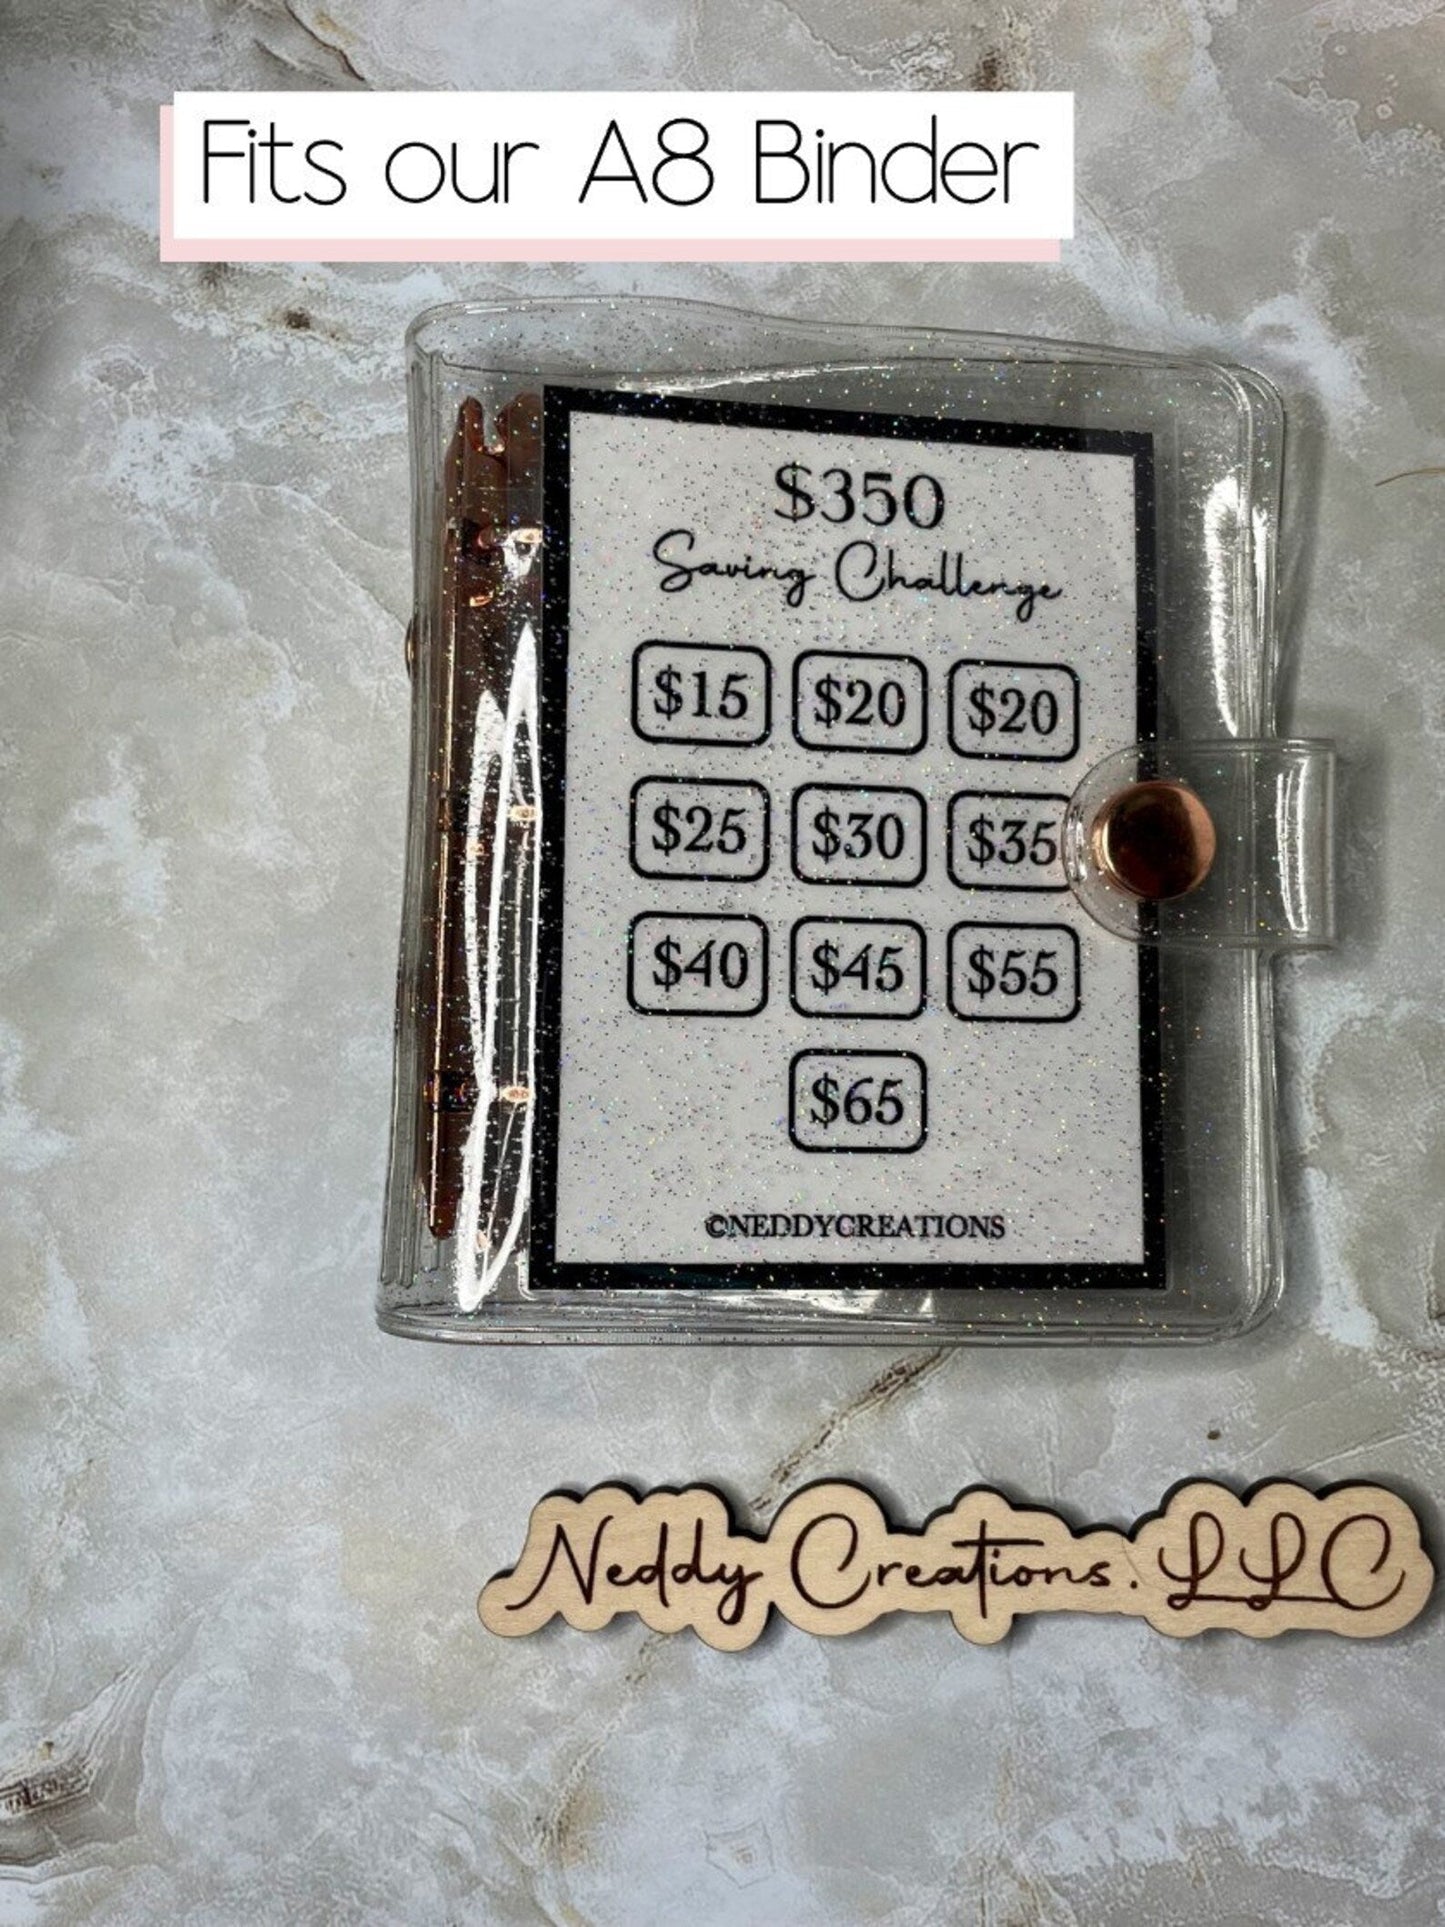 Fits our A8 Binder
$350
Saving Challenge
$15 $20 $20
$25 $30 $35
$40 $45 $55
$65
©NEDDYCREATIONS
Neddy Creations. LLC